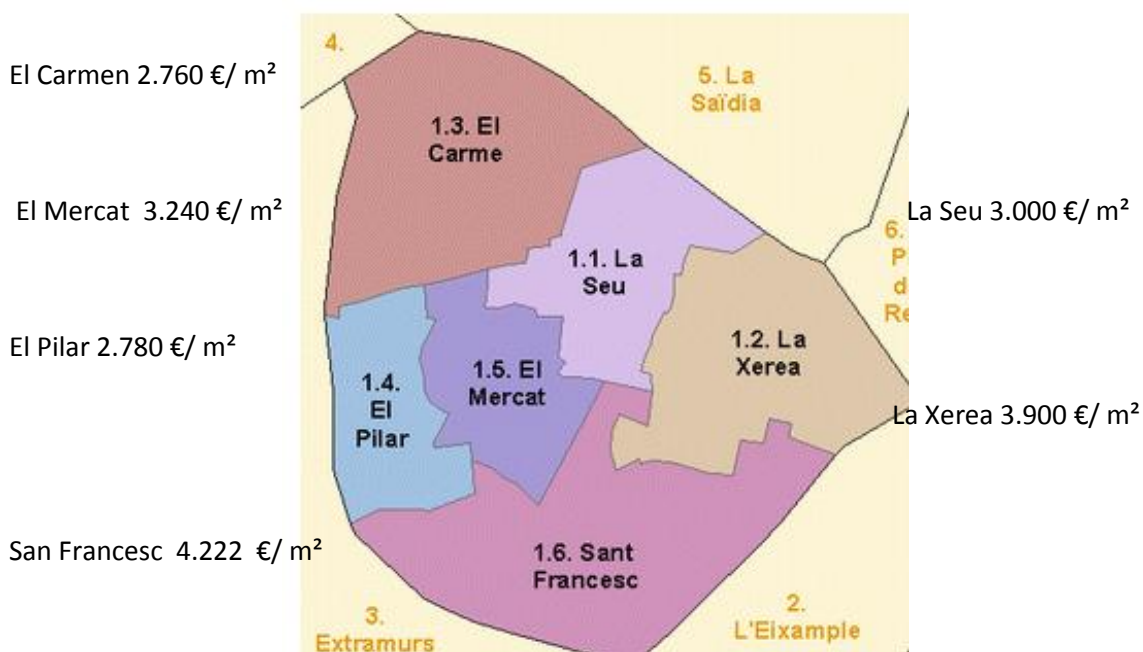 4.
El Carmen 2.760 €/ m²
5. La
Saïdia
1.3. El
Carme
El Mercat  3.240 €/ m²
La Seu 3.000 €/ m²
6.
P
d
Re
1.1. La
Seu
El Pilar 2.780 €/ m²
1.2. La
Xerea
1.5. El
Mercat
1.4.
El
Pilar
La Xerea 3.900 €/ m²
San Francesc  4.222  €/ m²
1.6. Sant
Francesc
3.
Extramurs
2.
L'Eixample